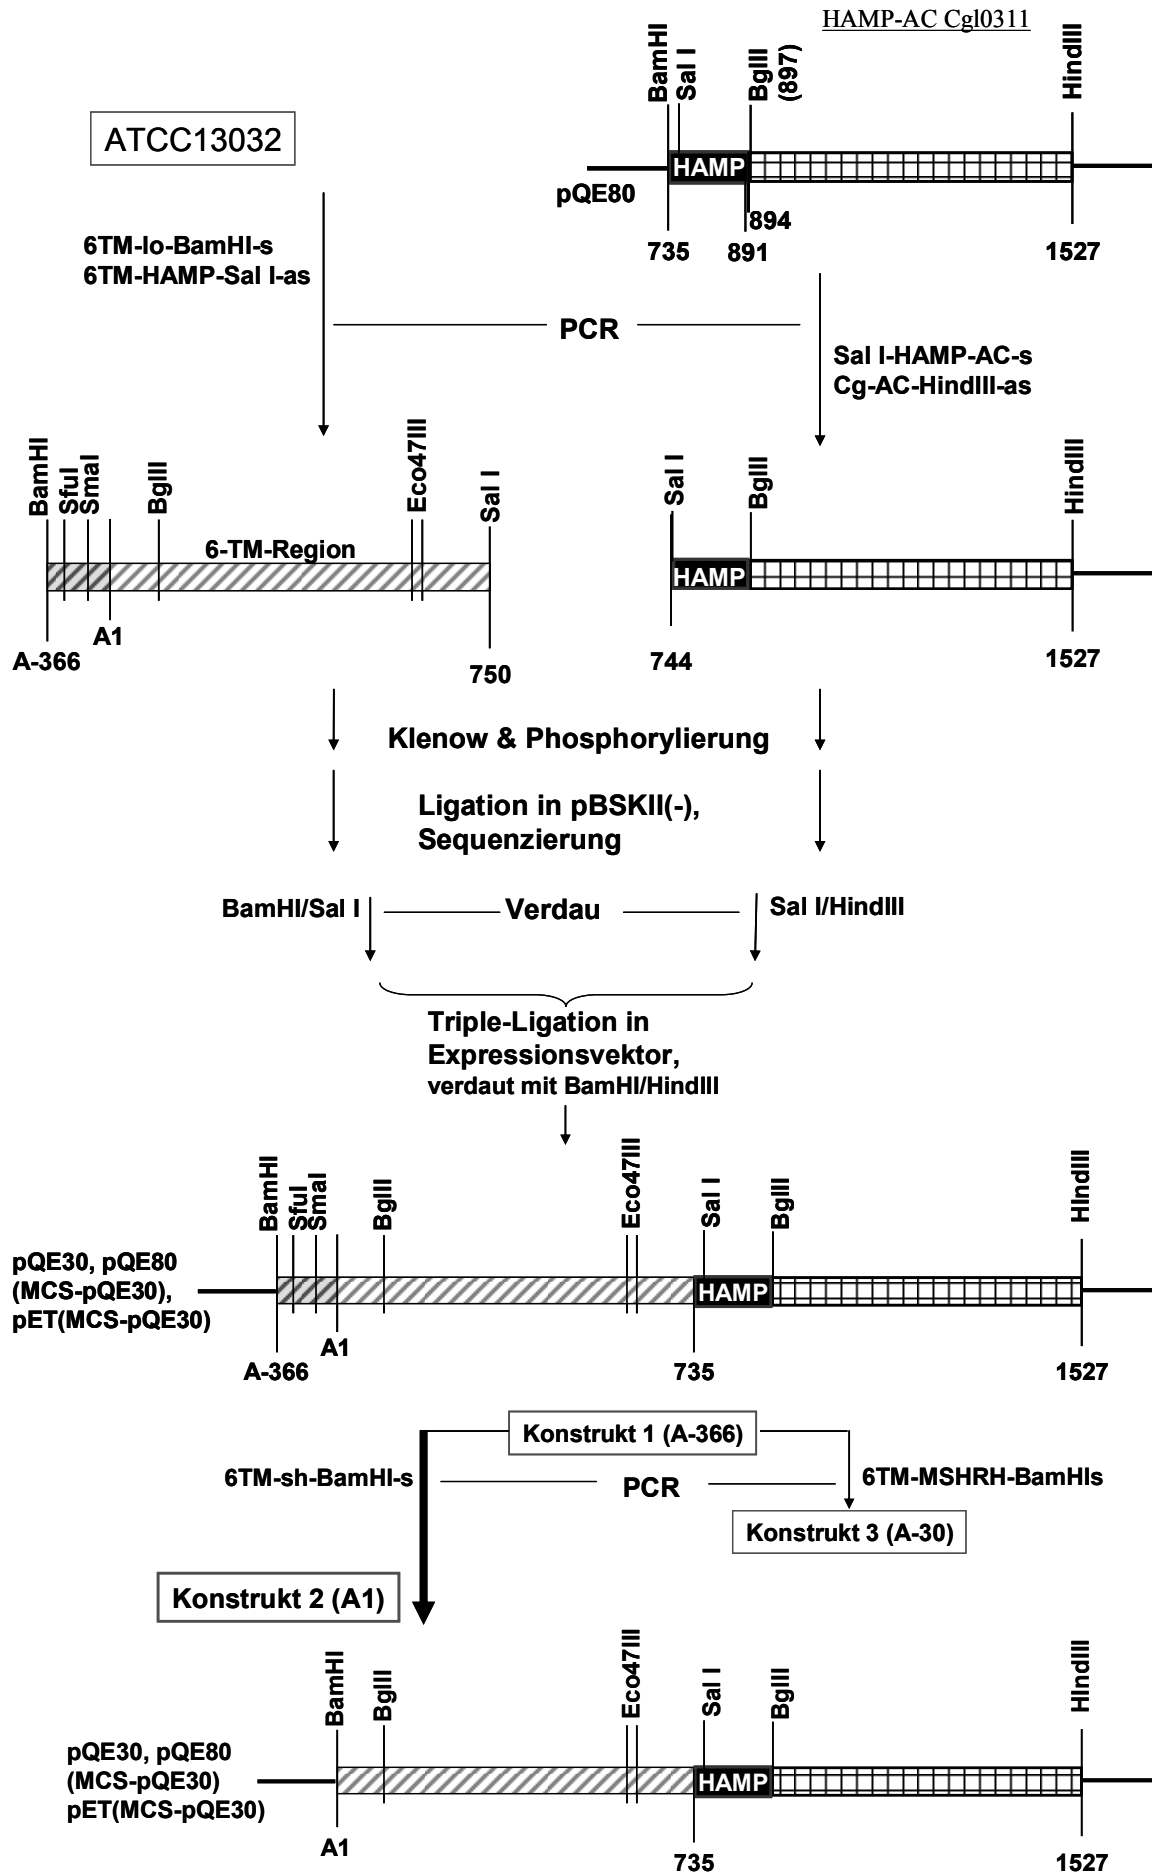 HAMP-AC Cgl0311
BamHI
Sal I
BglII
(897)
HindIII
ATCC13032
HAMP
pQE80
894
735
891
1527
6TM-lo-BamHI-s
6TM-HAMP-Sal I-as
PCR
Sal I-HAMP-AC-s
Cg-AC-HindIII-as
BamHI
SfuI
SmaI
BglII
Eco47III
Sal I
Sal I
BglII
HindIII
6-TM-Region
HAMP
A1
A-366
750
744
1527
Klenow & Phosphorylierung
Ligation in pBSKII(-),
Sequenzierung
BamHI/Sal I
Verdau
Sal I/HindIII
Triple-Ligation in
Expressionsvektor,
verdaut mit BamHI/HindIII
BamHI
SfuI
SmaI
BglII
Eco47III
Sal I
BglII
HIndIII
pQE30, pQE80
(MCS-pQE30),
pET(MCS-pQE30)
HAMP
A1
A-366
735
1527
Konstrukt 1 (A-366)
6TM-sh-BamHI-s
PCR
6TM-MSHRH-BamHIs
Konstrukt 3 (A-30)
Konstrukt 2 (A1)
BamHI
BglII
Eco47III
Sal I
BglII
HIndIII
pQE30, pQE80
(MCS-pQE30)
pET(MCS-pQE30)
HAMP
A1
735
1527